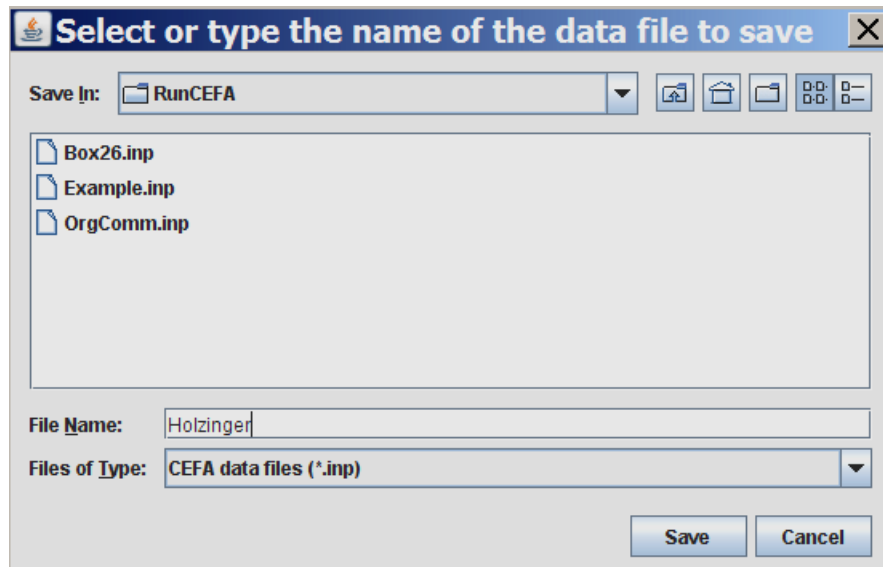 Select or type the name of the data file to save
Save In: RunCEFA
Box26.inp
Example.inp
OrgComm.inp
File Name: Holzinger
Files of Type: CEFA data files (*.inp)
Save Cancel